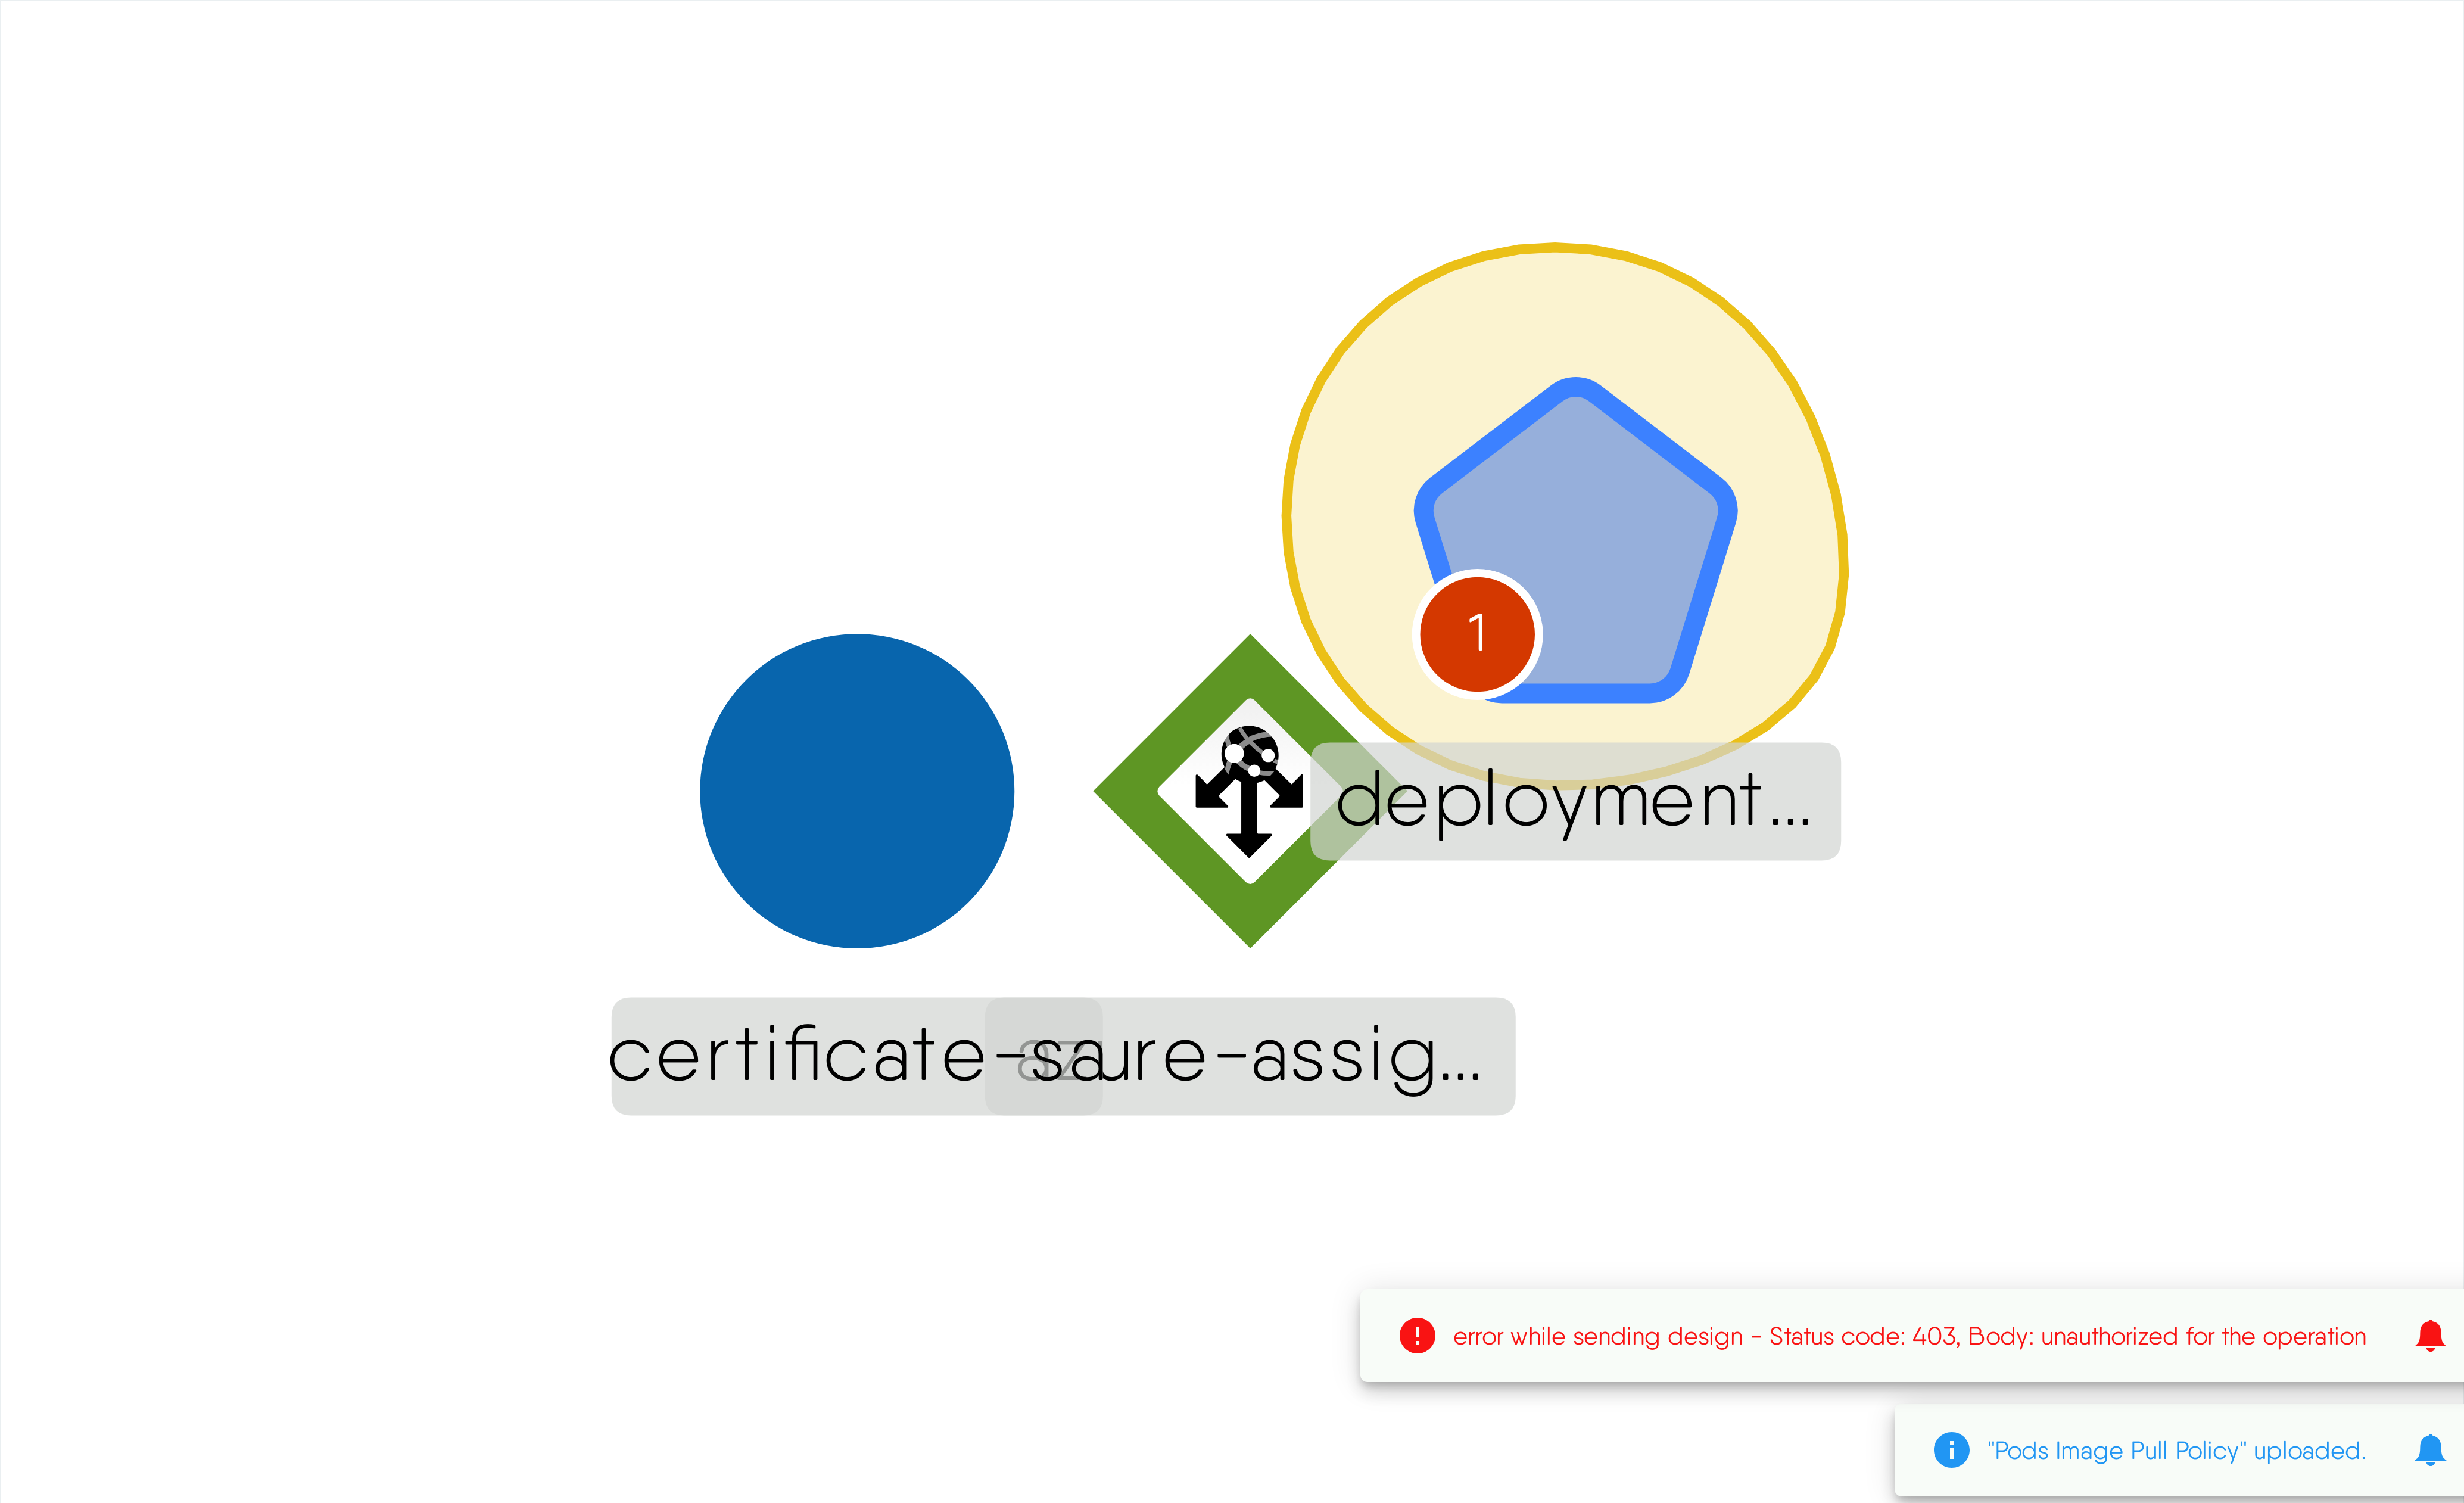 1
deployment...
certificate-s
azure-assig...
error while sending design - Status code: 403, Body: unauthorized for the operation
"Pods Image Pull Policy" uploaded.